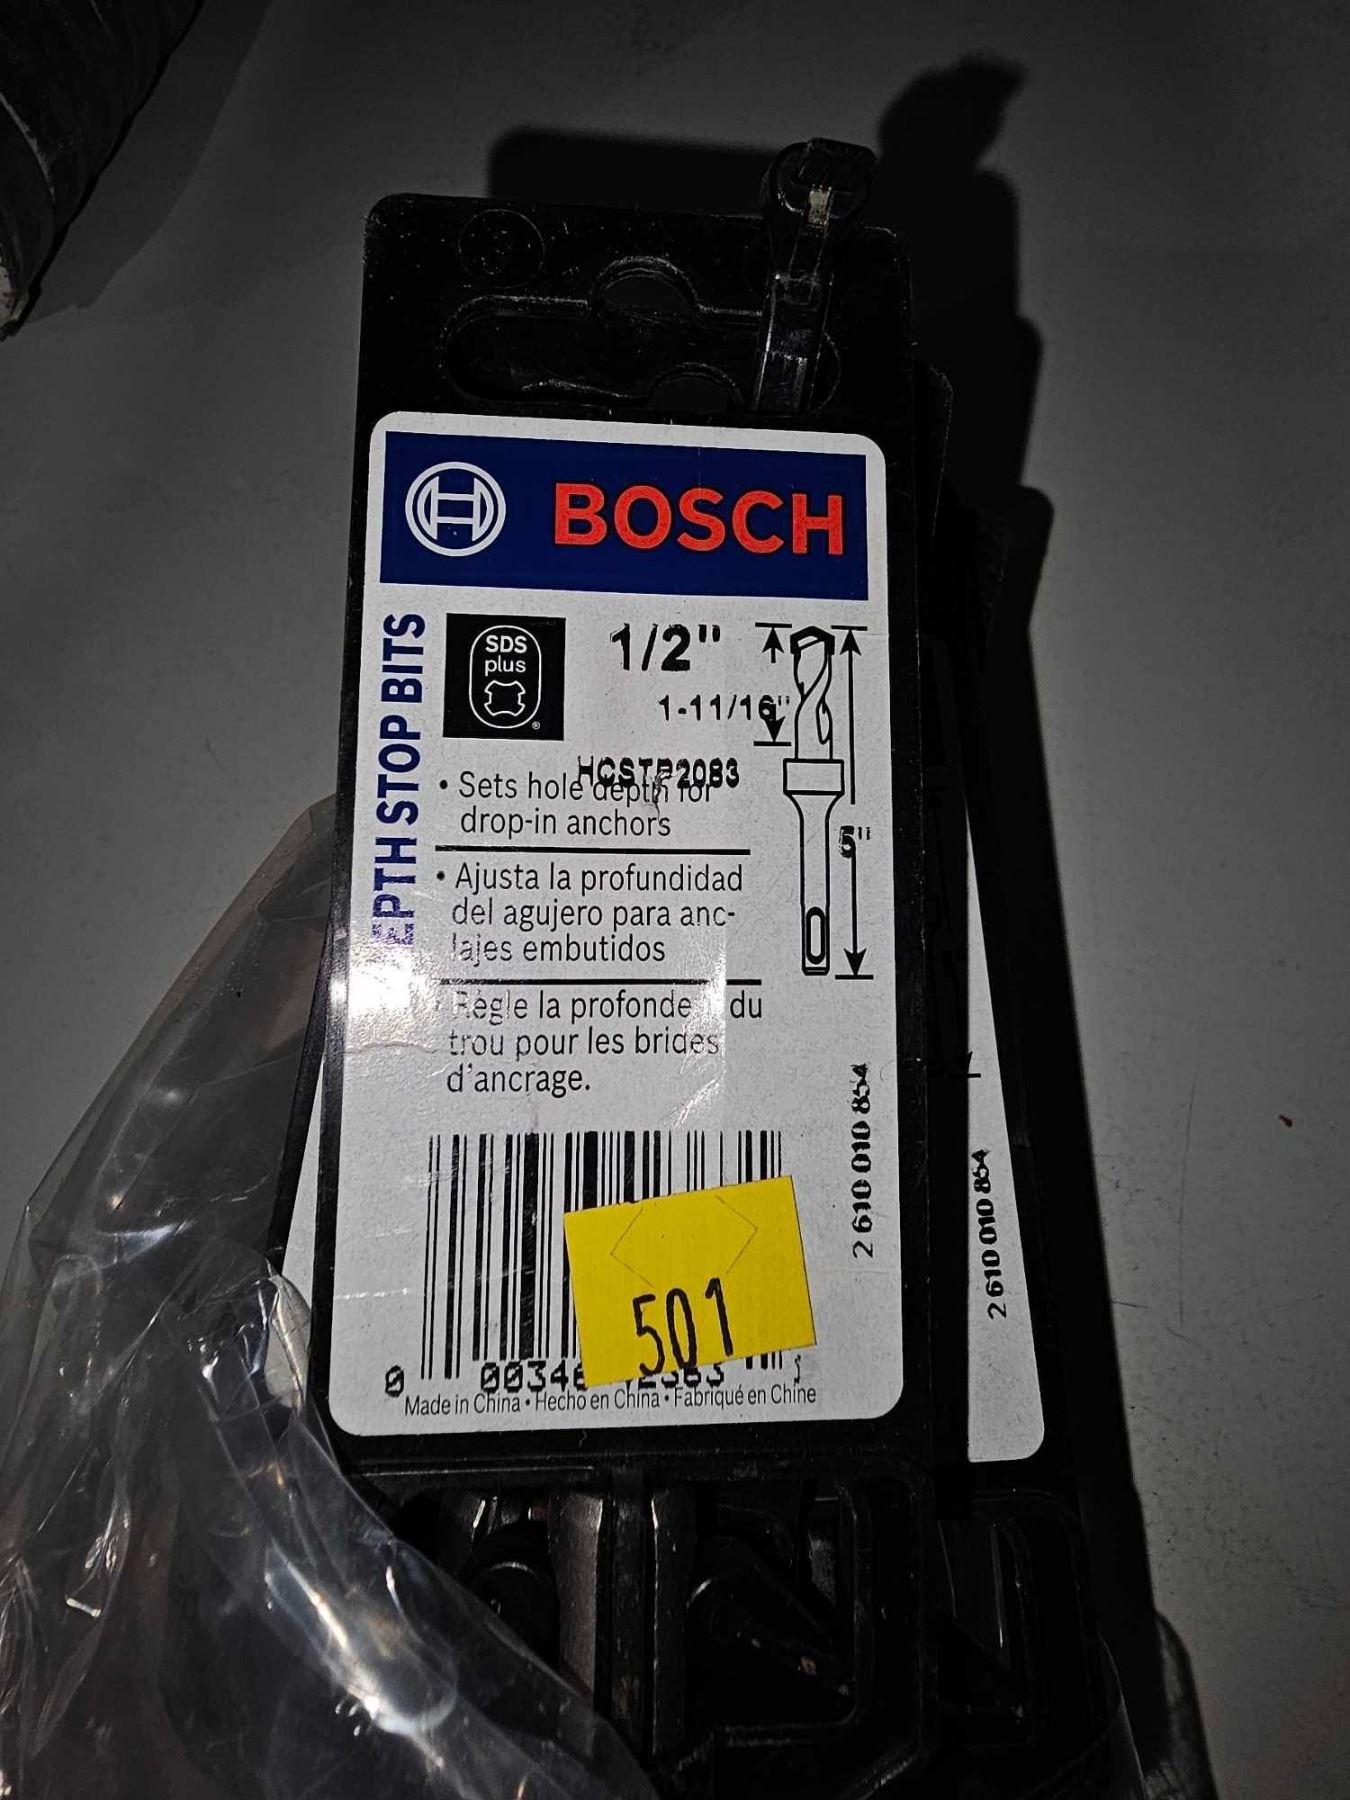 BOSCH
EPTH STOP BITS
SDS
plus
®
1/2"
1-11/16"
HCSTP2083
• Sets hole depth for
drop-in anchors
5"
• Ajusta la profundidad
del agujero para anc-
lajes embutidos
Règle la profonde du
trou pour les brides
d'ancrage.
2 610 010 854
2 610 010 854
501
0
Made in China • Hecho en China • Fabriqué en Chine